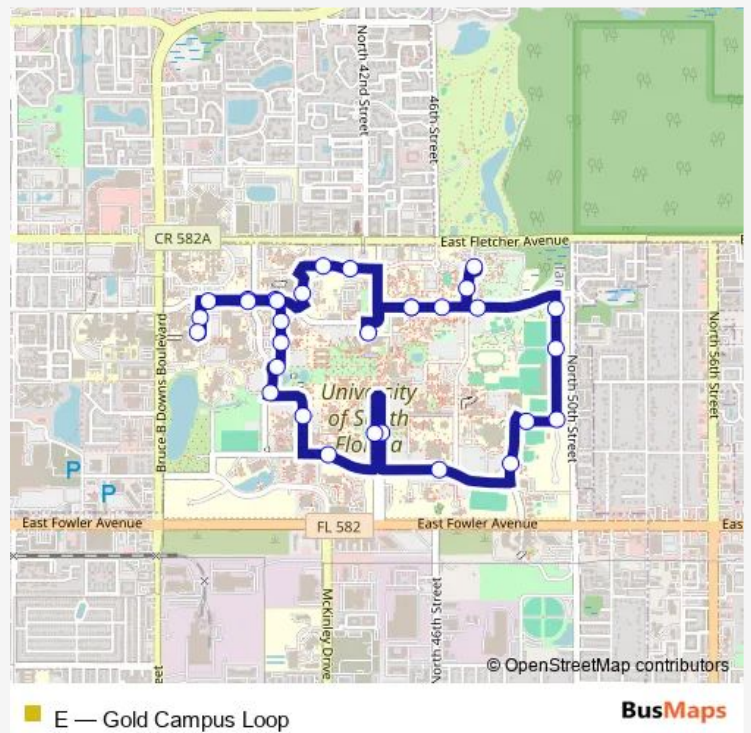 North 42nd Street
46th Street
CR 582A
East Fletcher Avenue
Bruce B Downs Boulevard
North 56th Street
North 50th Street
University
of South
Florida
P
P
East Fowler Avenue
FL 582
East Fowler Avenue
Eas
McKinley Drive
North 46th Street
eet
© OpenStreetMap contributors
E — Gold Campus Loop
BusMaps